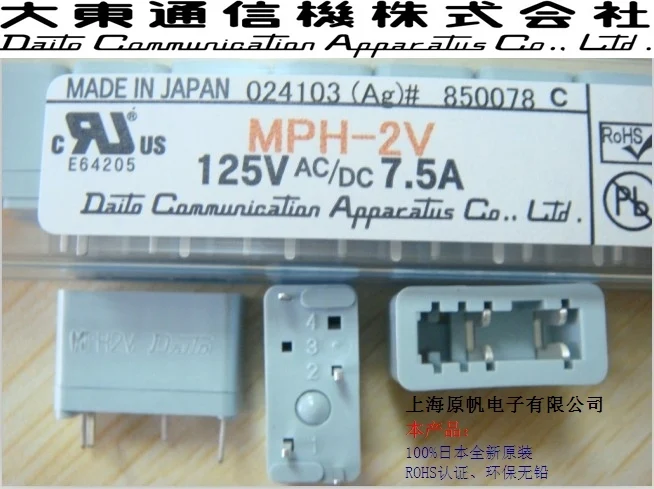 大東通信機株式会社
Daito Communication Apparatus Co., Ltd.
MADE IN JAPAN 024103 (Ag)# 850078 C
C RU US
E64205
MPH-2V
125V AC/DC 7.5A
Daito Communication Apparatus Co., Ltd.
RoHS
Pb
MPH2V Daito
4
3
2
1
上海原帆电子有限公司
本产品：
100%日本全新原装
ROHS认证、环保无铅